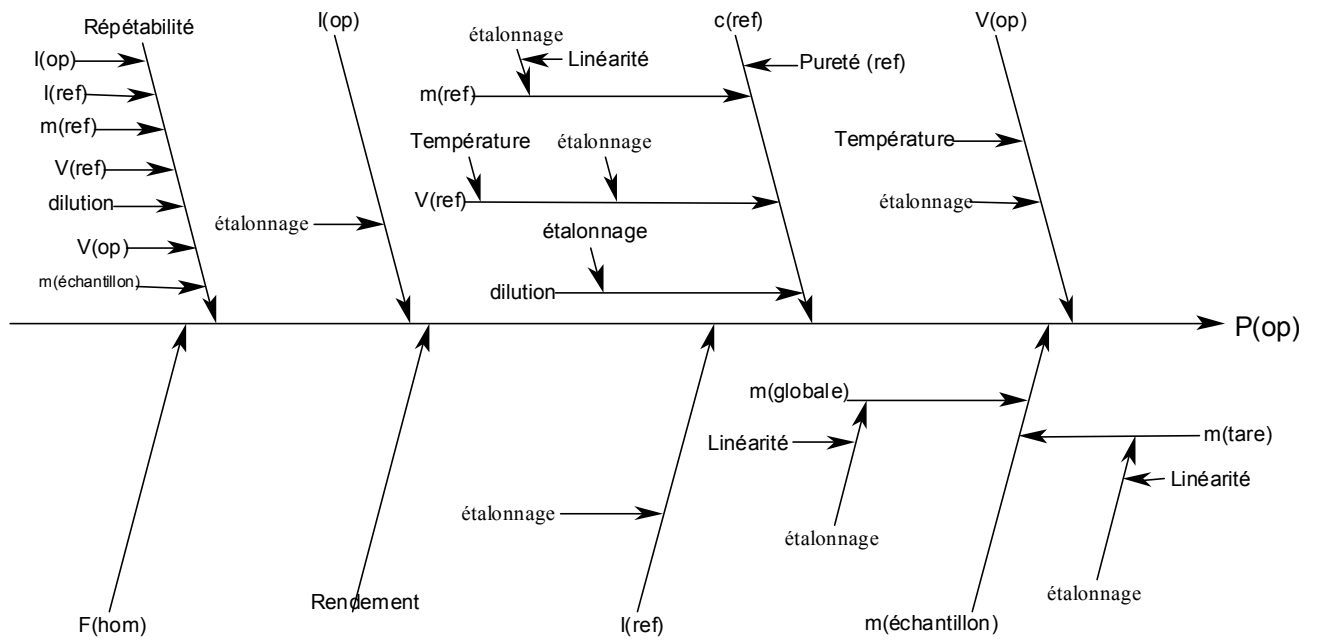 Répétabilité
I(op)
I(ref)
m(ref)
V(ref)
dilution
V(op)
m(échantillon)
I(op)
étalonnage
c(ref)
étalonnage
Linéarité
Pureté (ref)
m(ref)
Température
étalonnage
V(ref)
étalonnage
dilution
V(op)
Température
étalonnage
P(op)
F(hom)
Rendement
I(ref)
étalonnage
m(échantillon)
m(globale)
Linéarité
étalonnage
m(tare)
Linéarité
étalonnage